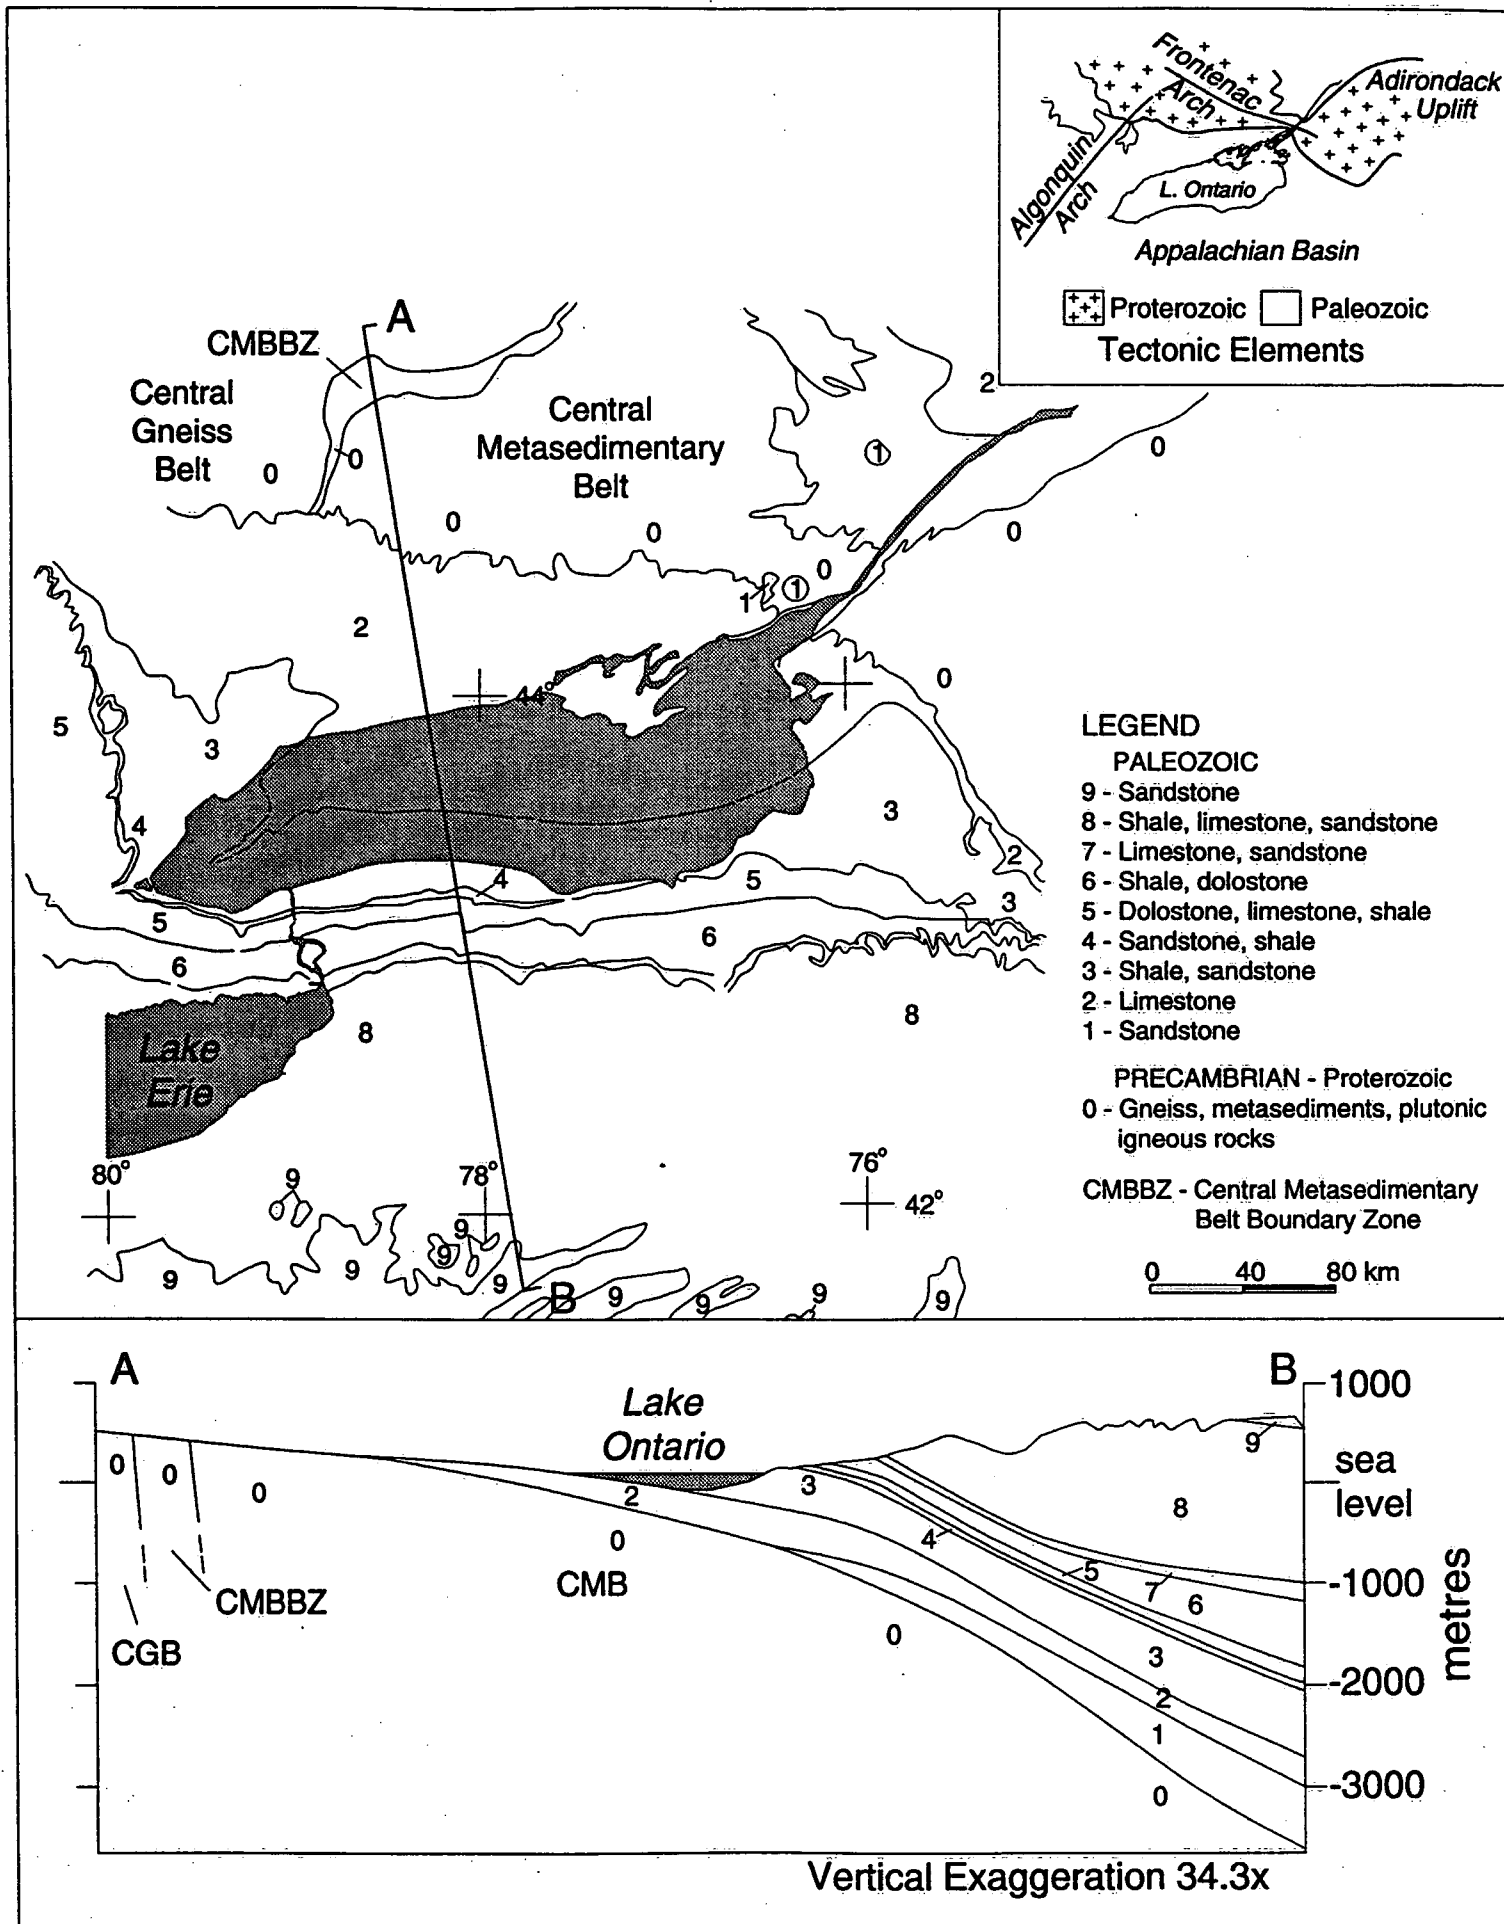 Frontenac
Arch
Adirondack
Uplift
Algonquin
Arch
L. Ontario
Appalachian Basin
Proterozoic
Paleozoic
Tectonic Elements
A
CMBBZ
Central
Gneiss
Belt
Central
Metasedimentary
Belt
2
1
0
0
0
0
0
0
0
0
1
1
2
44°
0
5
3
4
3
2
3
4
5
5
6
6
8
8
Lake
Erie
80°
78°
76°
42°
9
9
9
9
9
9
9
9
9
9
B
LEGEND
PALEOZOIC
9 - Sandstone
8 - Shale, limestone, sandstone
7 - Limestone, sandstone
6 - Shale, dolostone
5 - Dolostone, limestone, shale
4 - Sandstone, shale
3 - Shale, sandstone
2 - Limestone
1 - Sandstone
PRECAMBRIAN - Proterozoic
0 - Gneiss, metasediments, plutonic
igneous rocks
CMBBZ - Central Metasedimentary
Belt Boundary Zone
0 40 80 km
A
B
Lake
Ontario
1000
sea
level
-1000
-2000
-3000
metres
0
0
0
2
0
3
9
8
4
5
7
6
CMB
CMBBZ
CGB
0
3
2
1
0
Vertical Exaggeration 34.3x